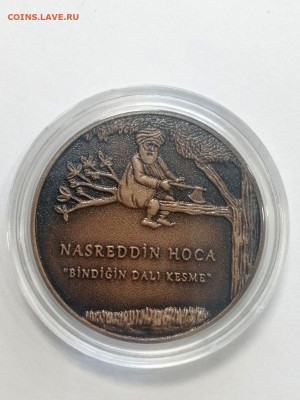 COINS.LAVE.RU
NASREDDİN HOCA
"BİNDİĞİN DALI KESME"